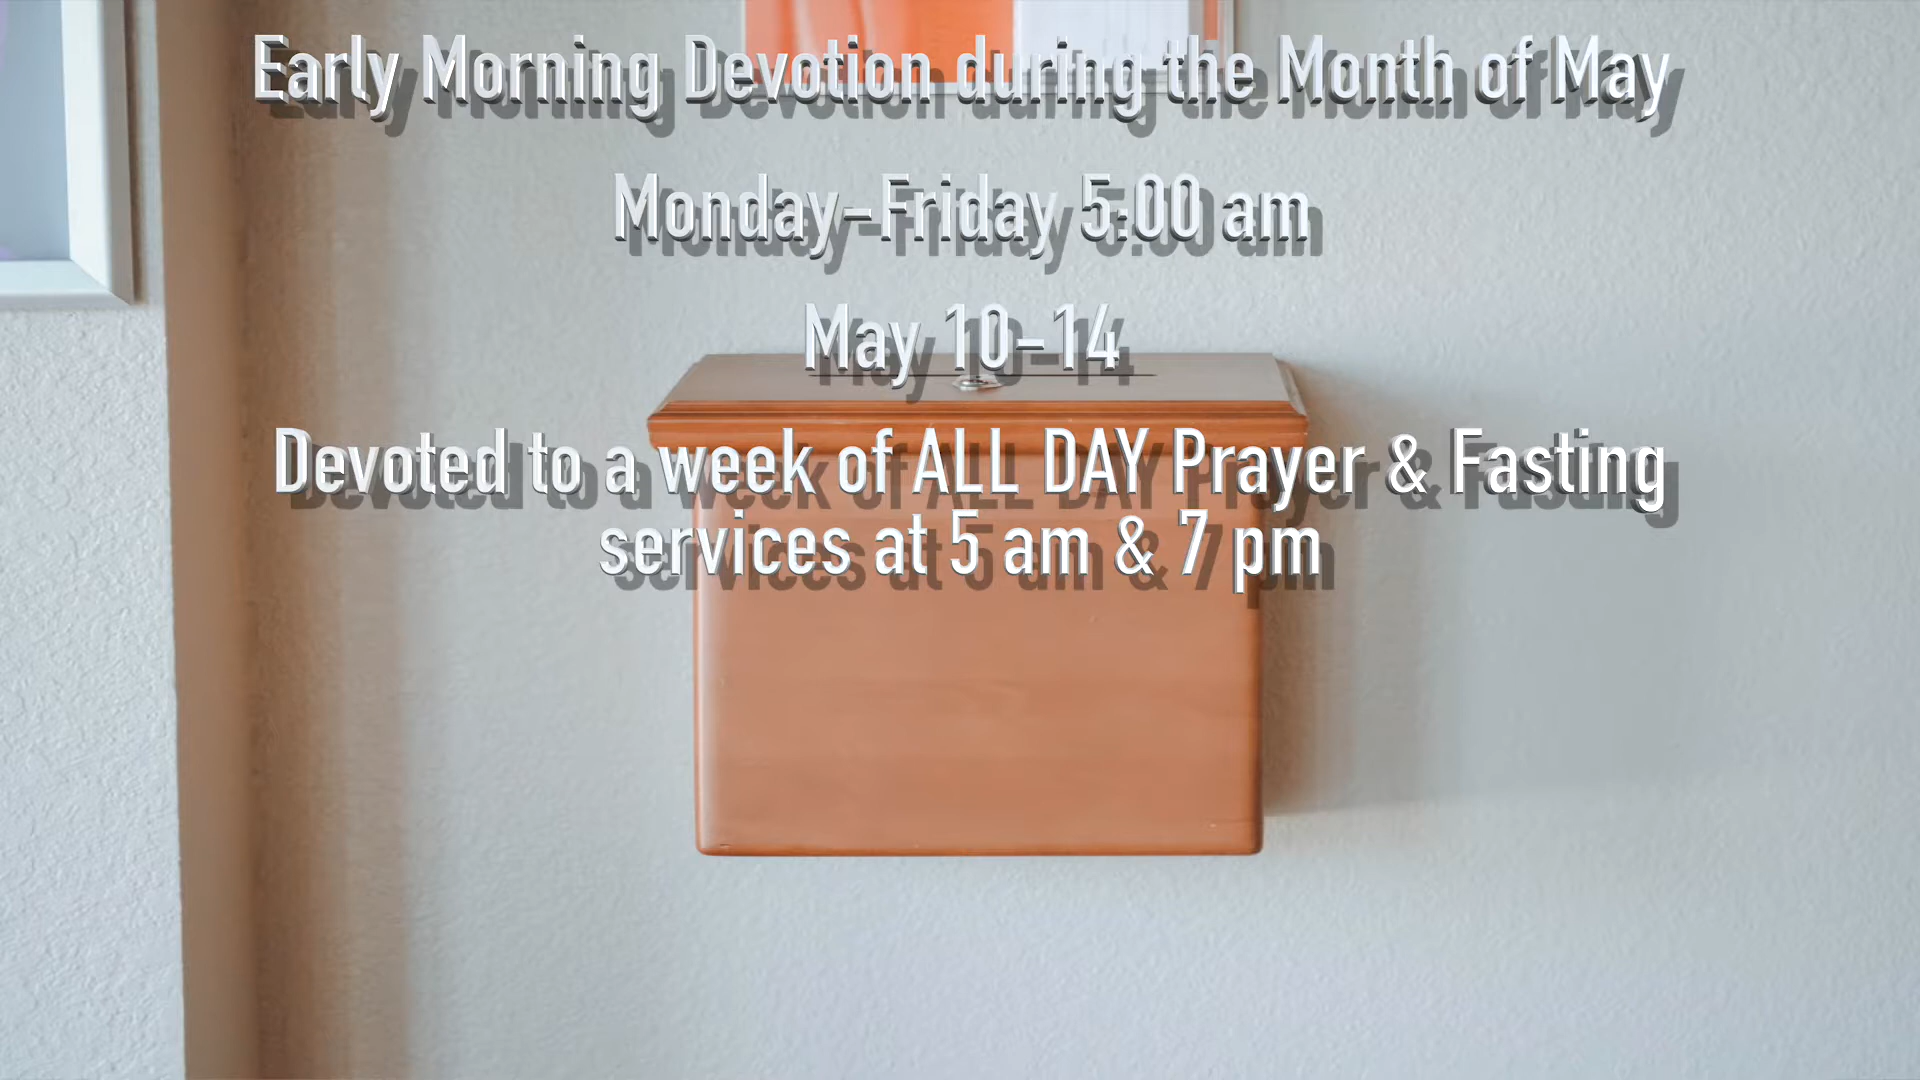 Early Morning Devotion during the Month of May
Monday-Friday 5:00 am
May 10-14
Devoted to a week of ALL DAY Prayer & Fasting
services at 5 am & 7 pm